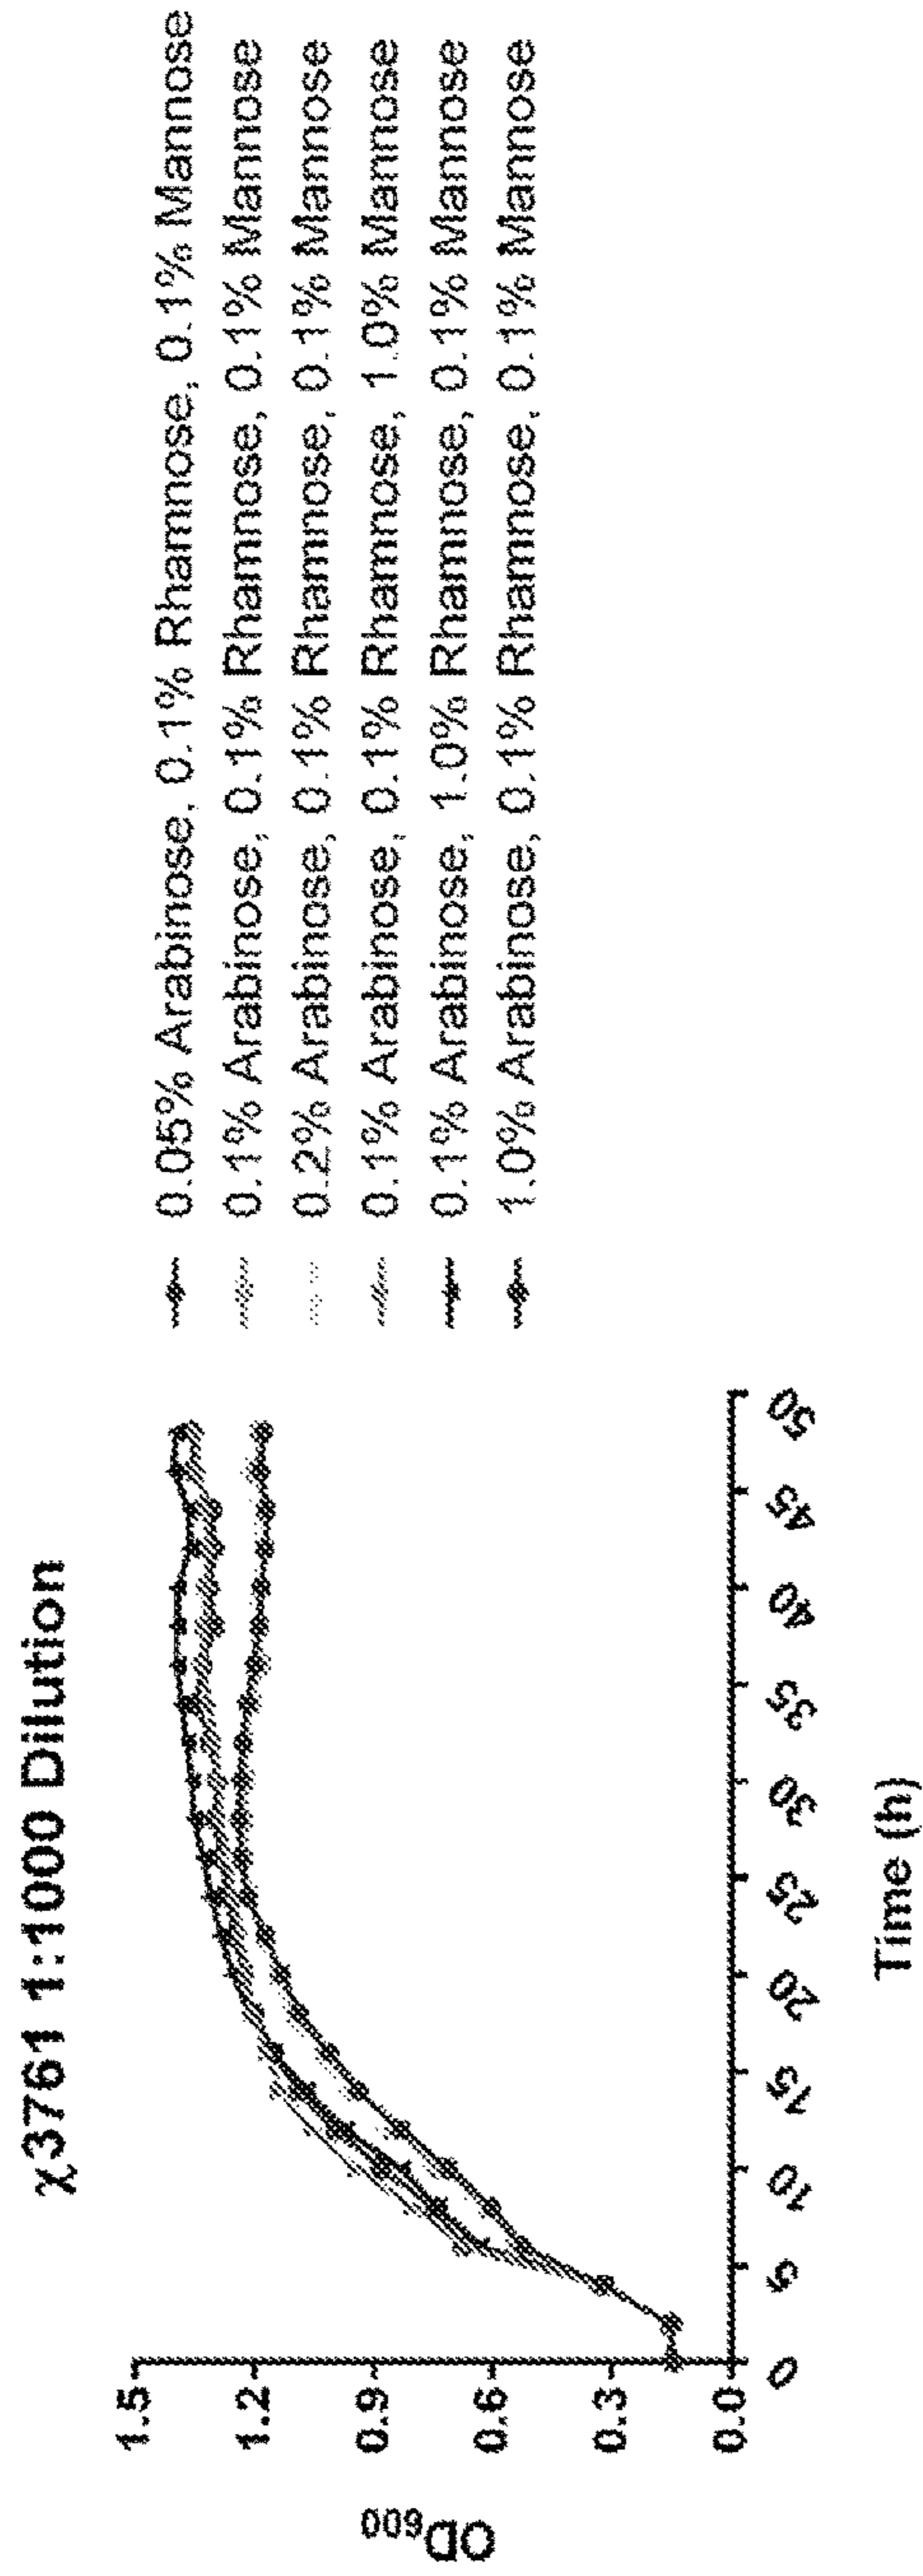 χ3761 1:1000 Dilution
OD600
1.5
1.2
0.9
0.6
0.3
0.0
0 5 10 15 20 25 30 35 40 45 50
Time (h)
0.05% Arabinose, 0.1% Rhamnose, 0.1% Mannose
0.1% Arabinose, 0.1% Rhamnose, 0.1% Mannose
0.2% Arabinose, 0.1% Rhamnose, 0.1% Mannose
0.1% Arabinose, 0.1% Rhamnose, 1.0% Mannose
0.1% Arabinose, 1.0% Rhamnose, 0.1% Mannose
1.0% Arabinose, 0.1% Rhamnose, 0.1% Mannose